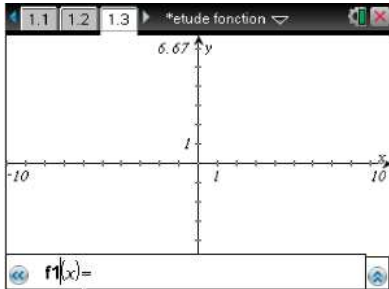 1.1 1.2 1.3 *etude fonction
6.67 y
1
x
-10 1 10
f1(x)=